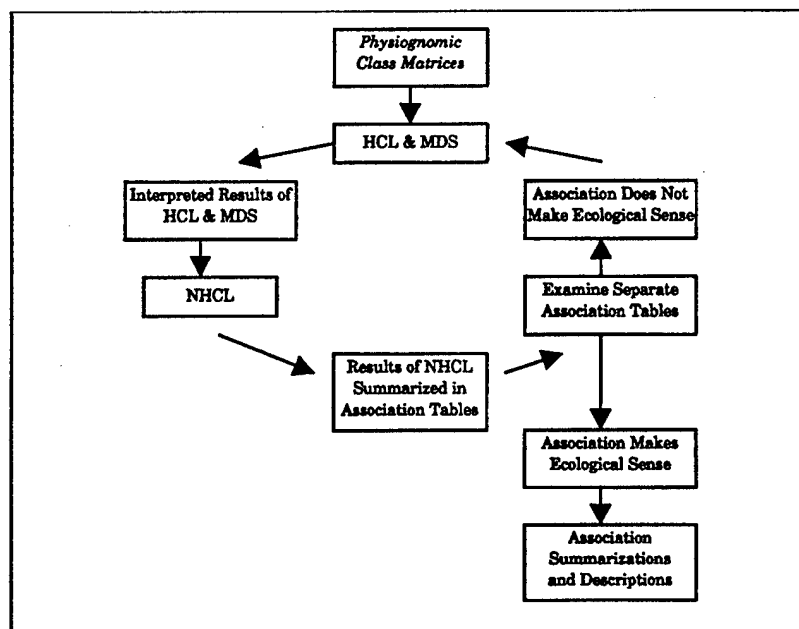 Physiognomic
Class Matrices
HCL & MDS
Interpreted Results of
HCL & MDS
NHCL
Results of NHCL
Summarized in
Association Tables
Association Does Not
Make Ecological Sense
Examine Separate
Association Tables
Association Makes
Ecological Sense
Association
Summarizations
and Descriptions